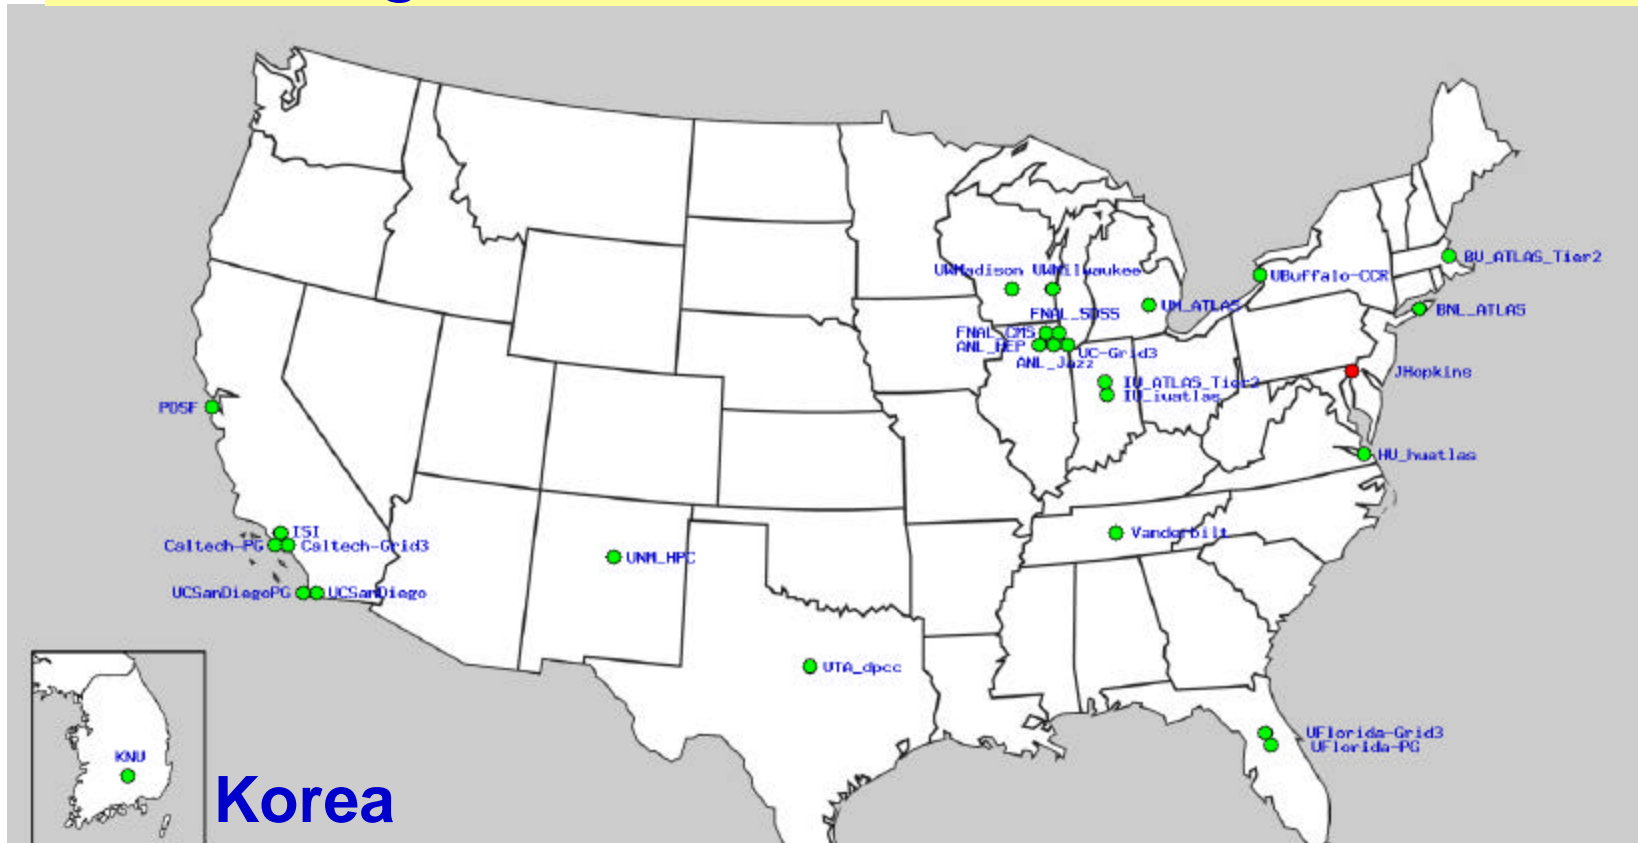 UWMadison UWMilwaukee
BU_ATLAS_Tier2
UBuffalo-CCR
UM_ATLAS
BNL_ATLAS
FNAL_SDSS
FNAL_CMS
ANL_HEP
UC-Grid3
ANL_Jazz
JHopkins
IU_ATLAS_Tier2
IU_iuatlas
PDSF
HU_huatlas
ISI
Vanderbilt
Caltech-PG
Caltech-Grid3
UNM_HPC
UCSanDiegoPG
UCSanDiego
UTA_dpcc
UFlorida-Grid3
UFlorida-PG
KNU
Korea